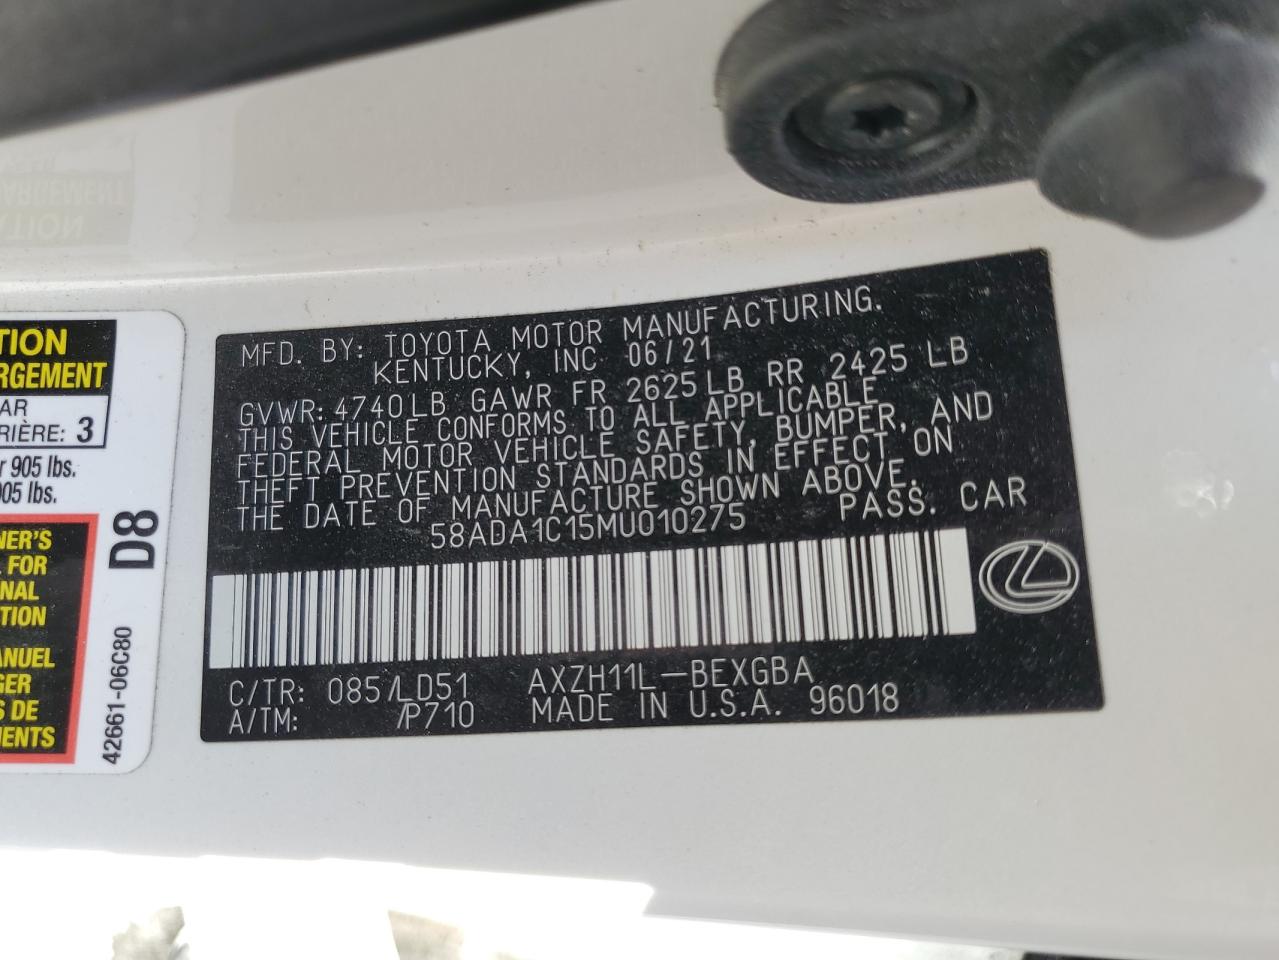 MFD. BY: TOYOTA MOTOR MANUFACTURING.
KENTUCKY, INC 06/21
GVWR: 4740LB GAWR FR 2625LB RR 2425 LB
THIS VEHICLE CONFORMS TO ALL APPLICABLE
FEDERAL MOTOR VEHICLE SAFETY, BUMPER, AND
THEFT PREVENTION STANDARDS IN EFFECT ON
THE DATE OF MANUFACTURE SHOWN ABOVE.
58ADA1C15MU010275 PASS. CAR
C/TR: 085/LD51 AXZH11L-BEXGBA
A/TM: /P710 MADE IN U.S.A. 96018
TION
RGEMENT
AR
RIÈRE: 3
r 905 lbs.
905 lbs.
NER'S
L FOR
NAL
TION
ANUEL
GER
S DE
MENTS
D8
42661-06C80